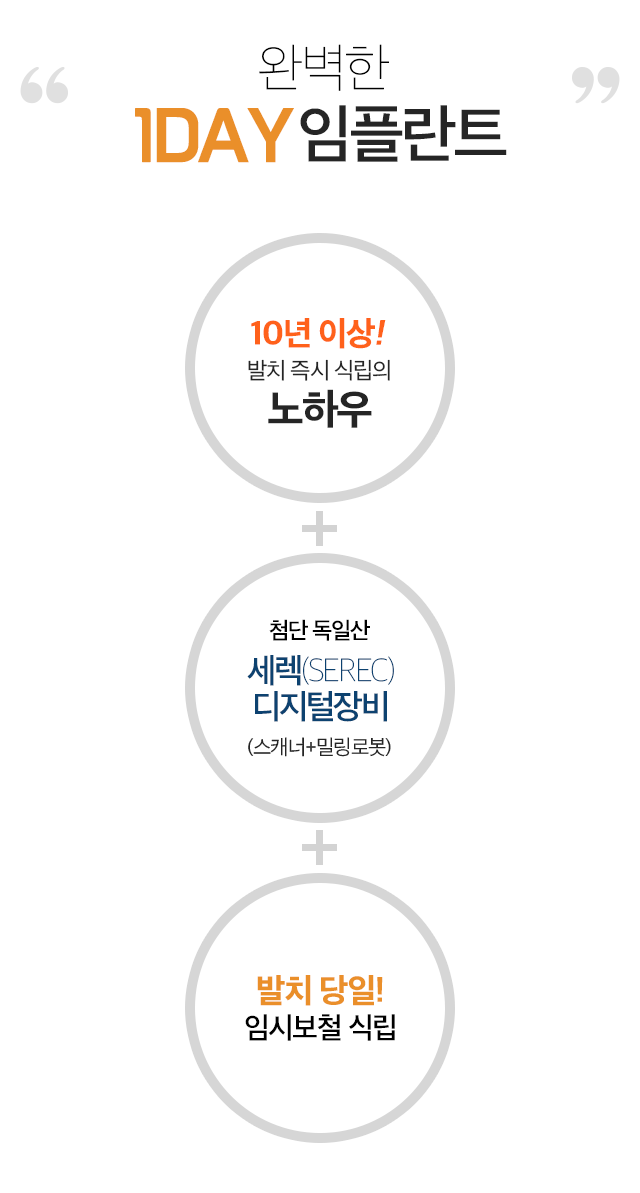 “ ”
완벽한
1DAY 임플란트
10년 이상!
발치 즉시 식립의
노하우
+
첨단 독일산
세렉(SEREC)
디지털장비
(스캐너+밀링로봇)
+
발치 당일!
임시보철 식립